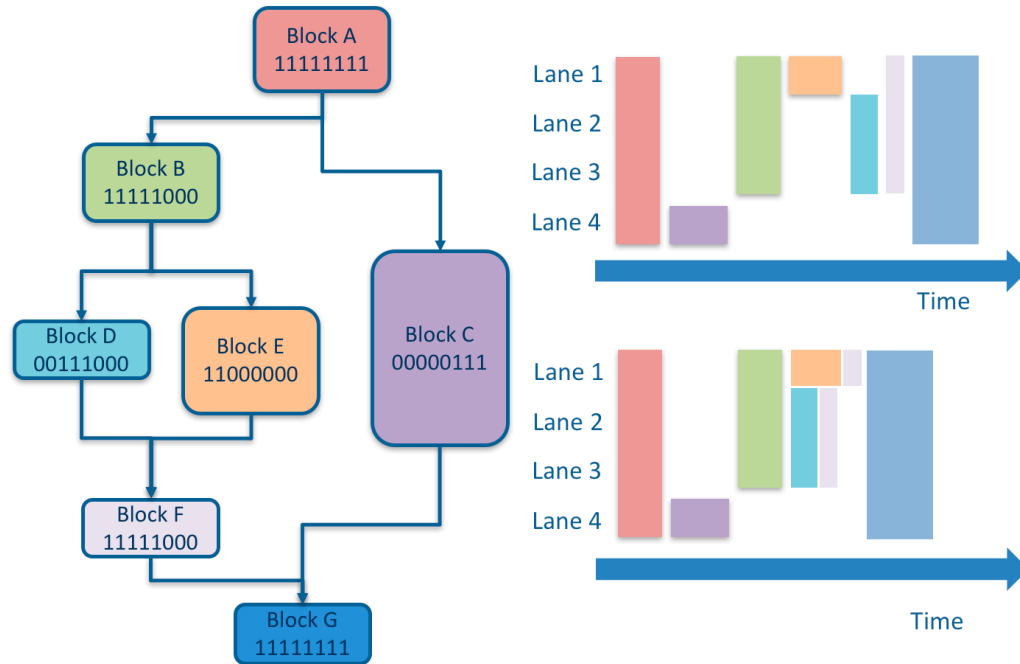 Block A
11111111
Block B
11111000
Block D
00111000
Block E
11000000
Block C
00000111
Block F
11111000
Block G
11111111
Lane 1
Lane 2
Lane 3
Lane 4
Time
Lane 1
Lane 2
Lane 3
Lane 4
Time